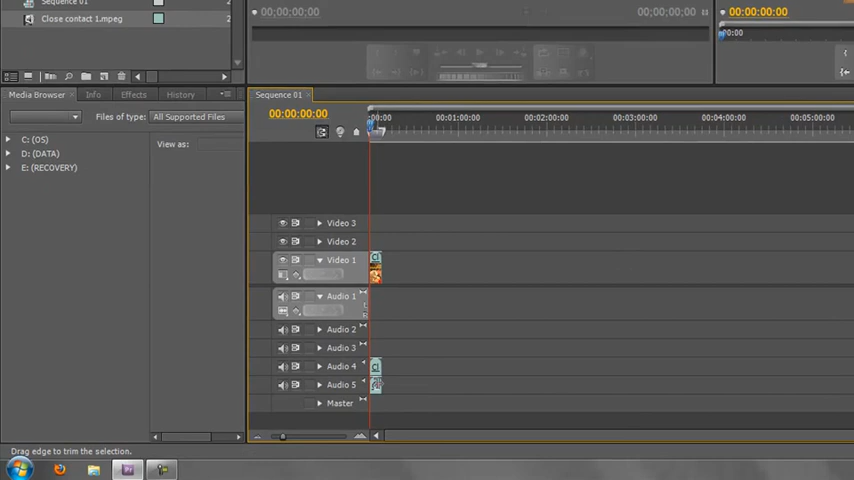 Sequence 01
Close contact 1.mpeg
00:00:00:00
00;00;00;00
00:00:00:00
00:00
Media Browser
Info
Effects
History
Files of type:
All Supported Files
C: (OS)
D: (DATA)
E: (RECOVERY)
View as:
Sequence 01
00:00:00:00
:00:00
00:01:00:00
00:02:00:00
00:03:00:00
00:04:00:00
00:05:00:00
Video 3
Video 2
Video 1
Cl
Audio 1
Audio 2
Audio 3
Audio 4
Cl
Audio 5
Master
Drag edge to trim the selection.
Pr